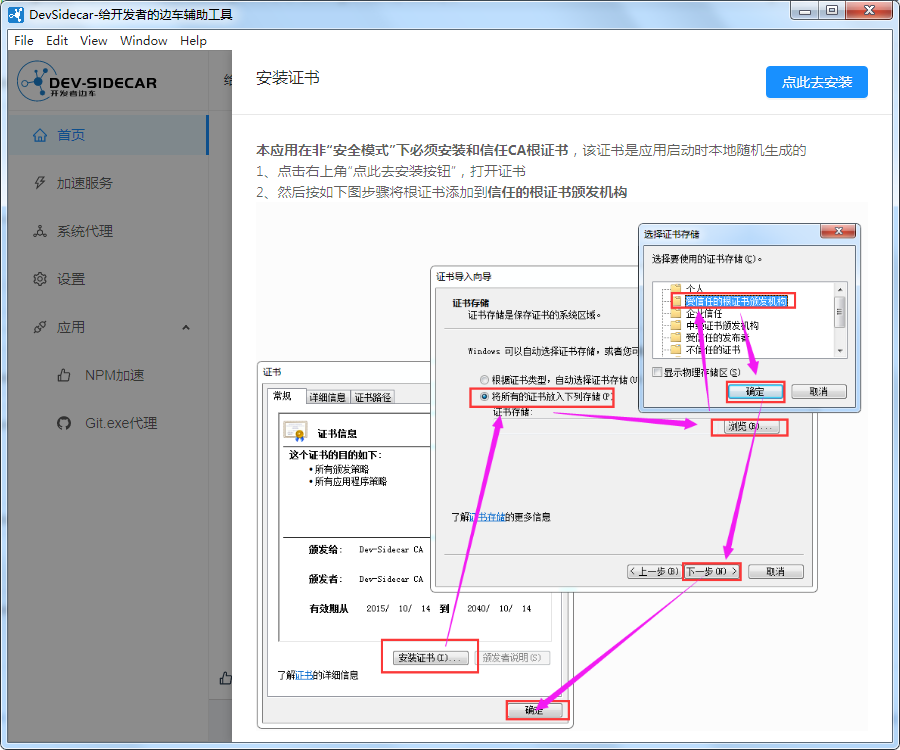 DevSidecar-给开发者的边车辅助工具
File Edit View Window Help
DEV-SIDECAR
开发者边车
首页
加速服务
系统代理
设置
应用
NPM加速
Git.exe代理
给
安装证书
点此去安装
本应用在非“安全模式”下必须安装和信任CA根证书，该证书是应用启动时本地随机生成的
1、点击右上角“点此去安装按钮”，打开证书
2、然后按如下图步骤将根证书添加到信任的根证书颁发机构
选择证书存储
选择要使用的证书存储(C)。
个人
受信任的根证书颁发机构
企业信任
中级证书颁发机构
受信任的发布者
不信任的证书
显示物理存储区(S)
确定 取消
证书导入向导
证书存储
证书存储是保存证书的系统区域。
Windows 可以自动选择证书存储，或者您可
根据证书类型，自动选择证书存储(U
将所有的证书放入下列存储(P)
证书存储:
浏览(R)...
了解证书存储的更多信息
< 上一步(B) 下一步(N) > 取消
证书
常规 详细信息 证书路径
证书信息
这个证书的目的如下:
•所有颁发策略
•所有应用程序策略
颁发给: Dev-Sidecar CA
颁发者: Dev-Sidecar CA
有效期从 2015/ 10/ 14 到 2040/ 10/ 14
安装证书(I)... 颁发者说明(S)
了解证书的详细信息
确定